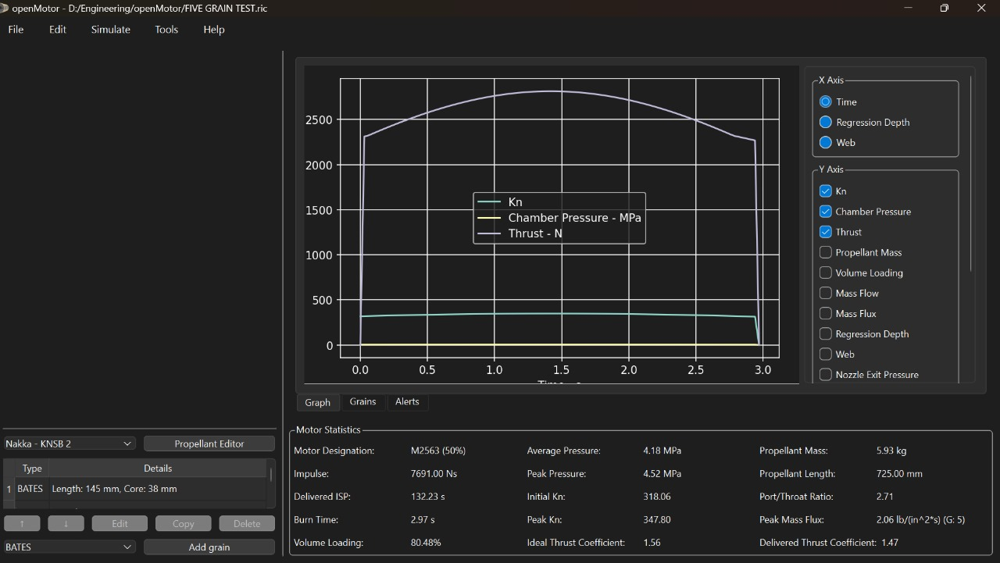 openMotor - D:/Engineering/openMotor/FIVE GRAIN TEST.ric
File Edit Simulate Tools Help
2500
2000
1500
1000
500
0
0.0 0.5 1.0 1.5 2.0 2.5 3.0
Kn
Chamber Pressure - MPa
Thrust - N
X Axis
Time
Regression Depth
Web
Y Axis
Kn
Chamber Pressure
Thrust
Propellant Mass
Volume Loading
Mass Flow
Mass Flux
Regression Depth
Web
Nozzle Exit Pressure
Graph Grains Alerts
Nakka - KNSB 2 Propellant Editor
Type Details
1 BATES Length: 145 mm, Core: 38 mm
↑ ↓ Edit Copy Delete
BATES Add grain
Motor Statistics
Motor Designation: M2563 (50%) Average Pressure: 4.18 MPa Propellant Mass: 5.93 kg
Impulse: 7691.00 Ns Peak Pressure: 4.52 MPa Propellant Length: 725.00 mm
Delivered ISP: 132.23 s Initial Kn: 318.06 Port/Throat Ratio: 2.71
Burn Time: 2.97 s Peak Kn: 347.80 Peak Mass Flux: 2.06 lb/(in^2*s) (G: 5)
Volume Loading: 80.48% Ideal Thrust Coefficient: 1.56 Delivered Thrust Coefficient: 1.47